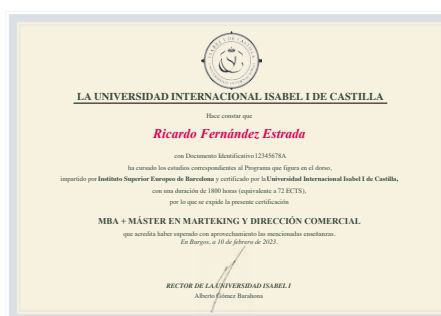 LA UNIVERSIDAD INTERNACIONAL ISABEL I DE CASTILLA
Hace constar que
Ricardo Fernández Estrada
con Documento Identificativo12345678A
ha cursado los estudios correspondientes al Programa que figura en el dorso,
impartido por Instituto Superior Europeo de Barcelona y certificado por la Universidad Internacional Isabel I de Castilla,
con una duración de 1800 horas (equivalente a 72 ECTS),
por lo que se expide la presente certificación
MBA + MÁSTER EN MARTEKING Y DIRECCIÓN COMERCIAL
que acredita haber superado con aprovechamiento las mencionadas enseñanzas.
En Burgos, a 10 de febrero de 2023.
RECTOR DE LA UNIVERSIDAD ISABEL I
Alberto Gómez Barahona